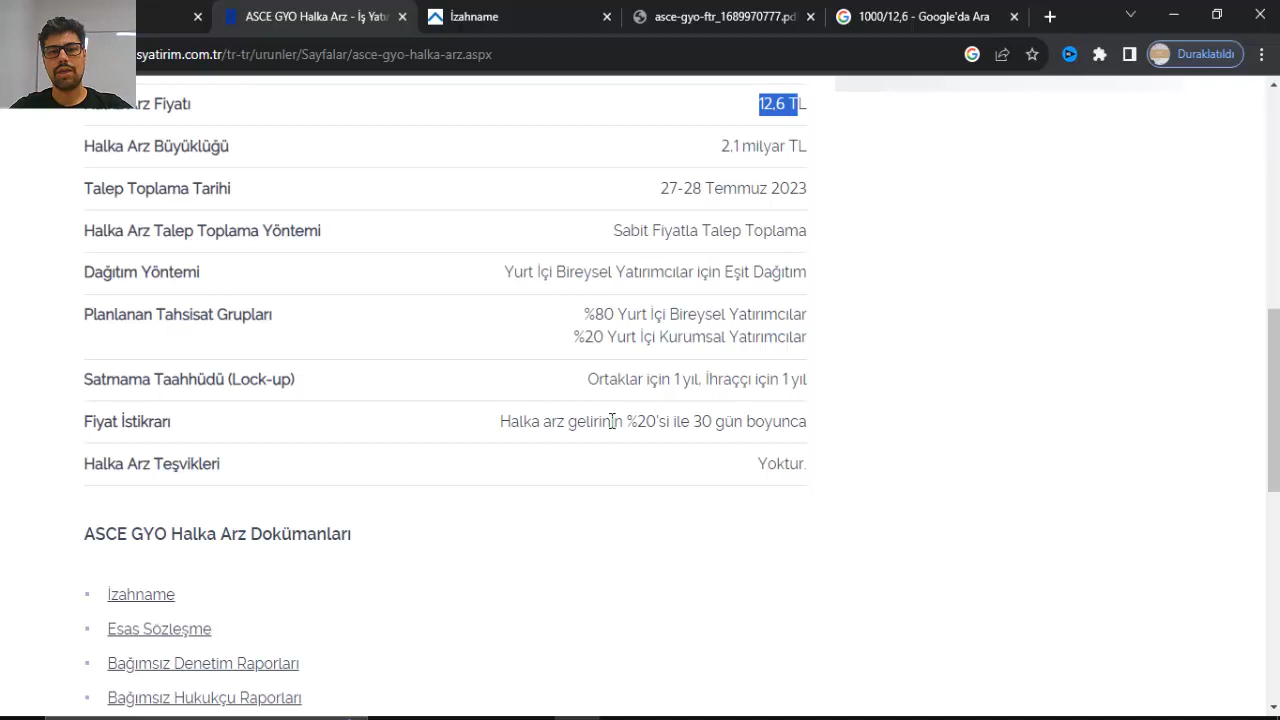 ASCE GYO Halka Arz - İş Yatır
İzahname
asce-gyo-ftr_1689970777.pd
1000/12,6 - Google'da Ara
syatirim.com.tr/tr-tr/urunler/Sayfalar/asce-gyo-halka-arz.aspx
Duraklatıldı
Arz Fiyatı 12,6 TL
Halka Arz Büyüklüğü 2.1 milyar TL
Talep Toplama Tarihi 27-28 Temmuz 2023
Halka Arz Talep Toplama Yöntemi Sabit Fiyatla Talep Toplama
Dağıtım Yöntemi Yurt İçi Bireysel Yatırımcılar için Eşit Dağıtım
Planlanan Tahsisat Grupları %80 Yurt İçi Bireysel Yatırımcılar
%20 Yurt İçi Kurumsal Yatırımcılar
Satmama Taahhüdü (Lock-up) Ortaklar için 1 yıl, İhraççı için 1 yıl
Fiyat İstikrarı Halka arz gelirinin %20'si ile 30 gün boyunca
Halka Arz Teşvikleri Yoktur.
ASCE GYO Halka Arz Dokümanları
İzahname
Esas Sözleşme
Bağımsız Denetim Raporları
Bağımsız Hukukçu Raporları